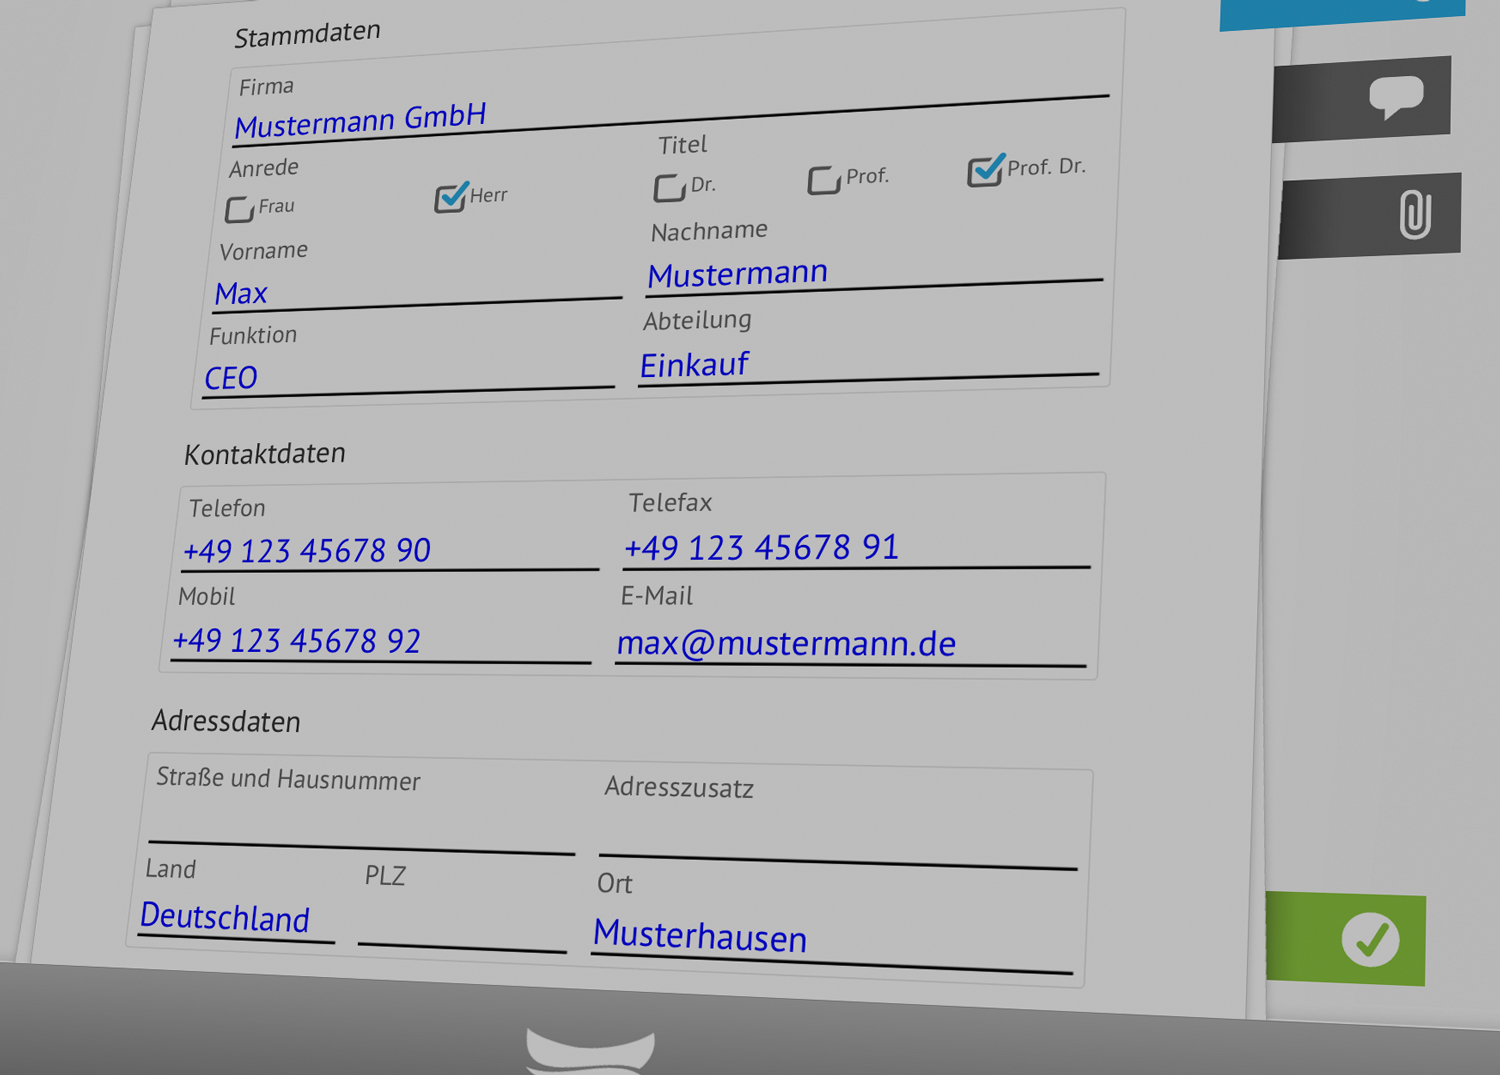 Stammdaten
Firma
Mustermann GmbH
Anrede Titel
Frau Herr Dr. Prof. Prof. Dr.
Vorname Nachname
Max Mustermann
Funktion Abteilung
CEO Einkauf
Kontaktdaten
Telefon Telefax
+49 123 45678 90 +49 123 45678 91
Mobil E-Mail
+49 123 45678 92 max@mustermann.de
Adressdaten
Straße und Hausnummer Adresszusatz
Land PLZ Ort
Deutschland Musterhausen